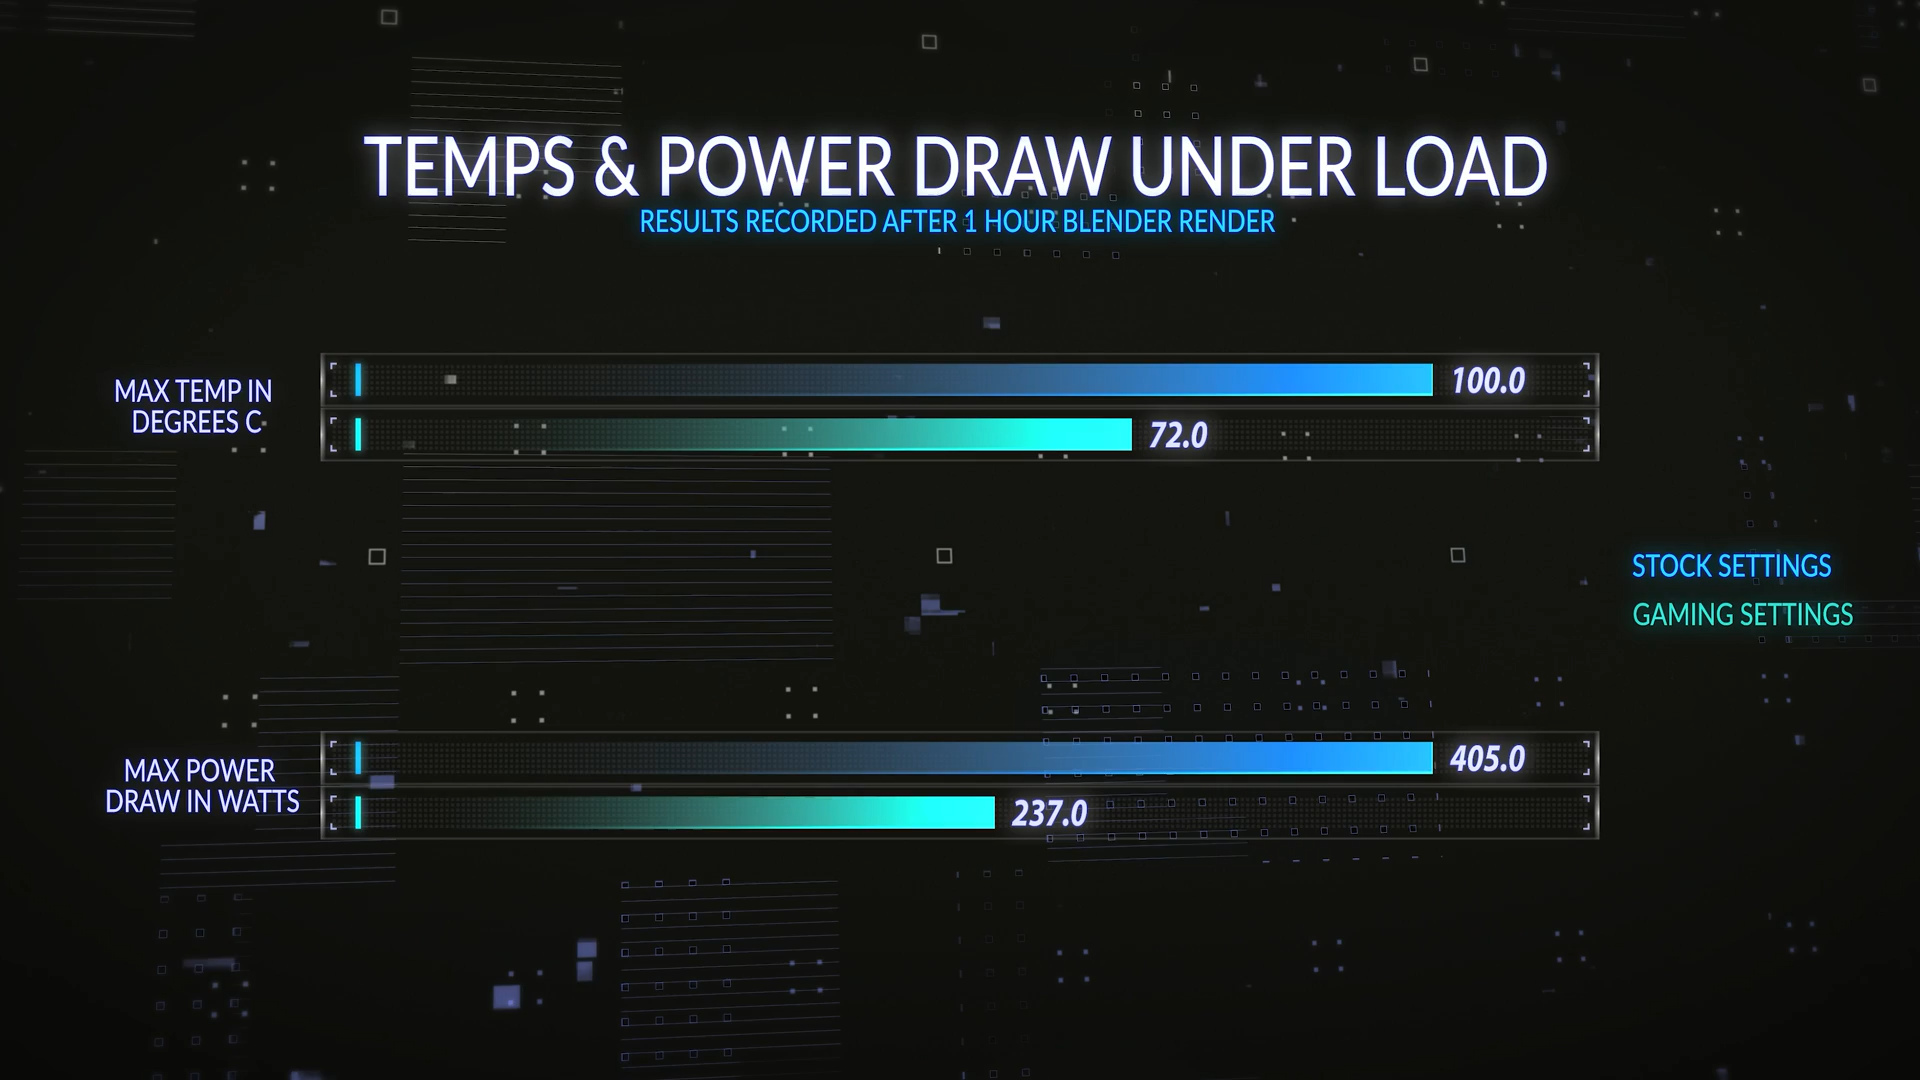 TEMPS & POWER DRAW UNDER LOAD
RESULTS RECORDED AFTER 1 HOUR BLENDER RENDER
MAX TEMP IN
DEGREES C
100.0
72.0
STOCK SETTINGS
GAMING SETTINGS
MAX POWER
DRAW IN WATTS
405.0
237.0